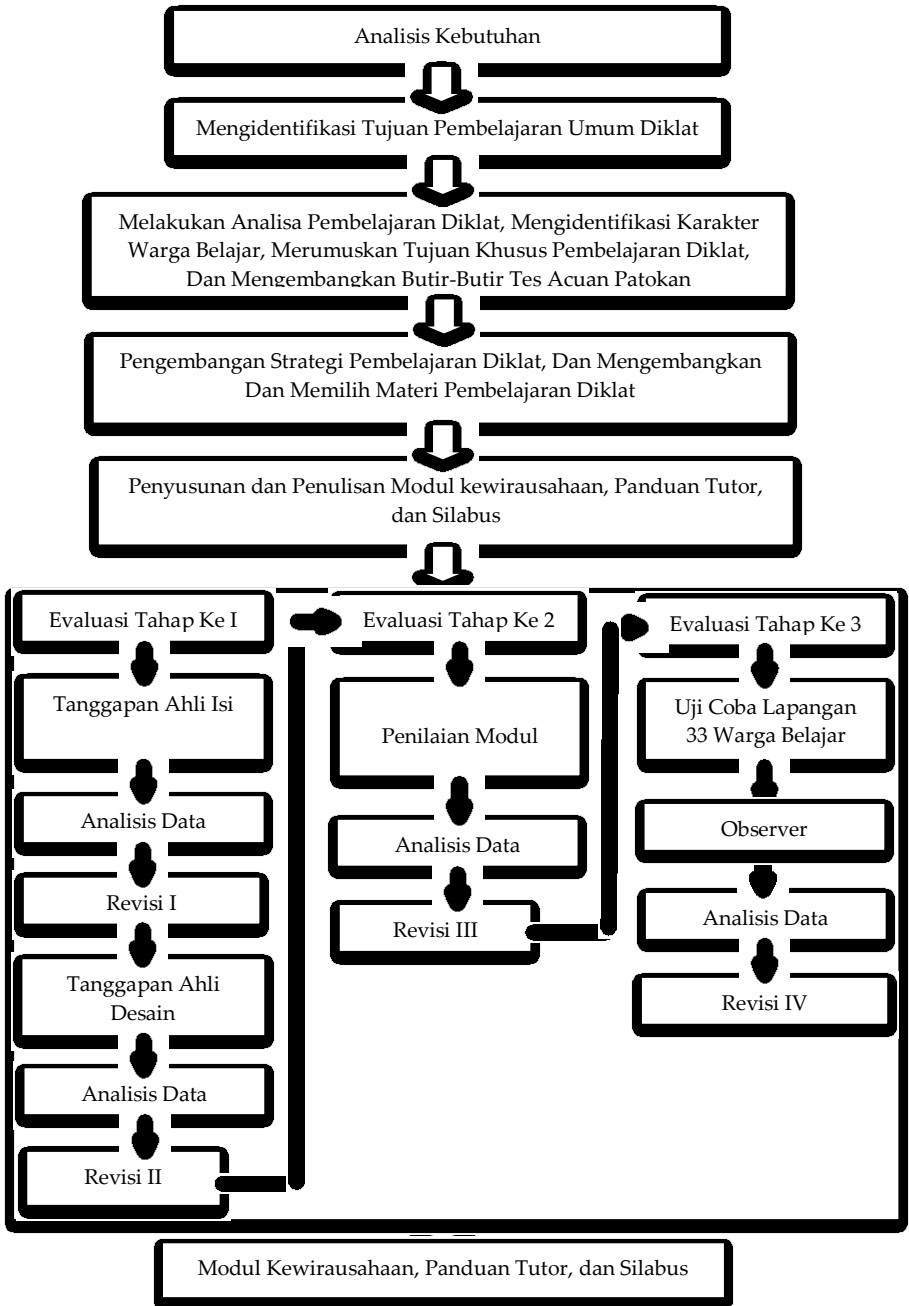 Analisis Kebutuhan
Mengidentifikasi Tujuan Pembelajaran Umum Diklat
Melakukan Analisa Pembelajaran Diklat, Mengidentifikasi Karakter
Warga Belajar, Merumuskan Tujuan Khusus Pembelajaran Diklat,
Dan Mengembangkan Butir-Butir Tes Acuan Patokan
Pengembangan Strategi Pembelajaran Diklat, Dan Mengembangkan
Dan Memilih Materi Pembelajaran Diklat
Penyusunan dan Penulisan Modul kewirausahaan, Panduan Tutor,
dan Silabus
Evaluasi Tahap Ke I
Tanggapan Ahli Isi
Analisis Data
Revisi I
Tanggapan Ahli
Desain
Analisis Data
Revisi II
Evaluasi Tahap Ke 2
Penilaian Modul
Analisis Data
Revisi III
Evaluasi Tahap Ke 3
Uji Coba Lapangan
33 Warga Belajar
Observer
Analisis Data
Revisi IV
Modul Kewirausahaan, Panduan Tutor, dan Silabus